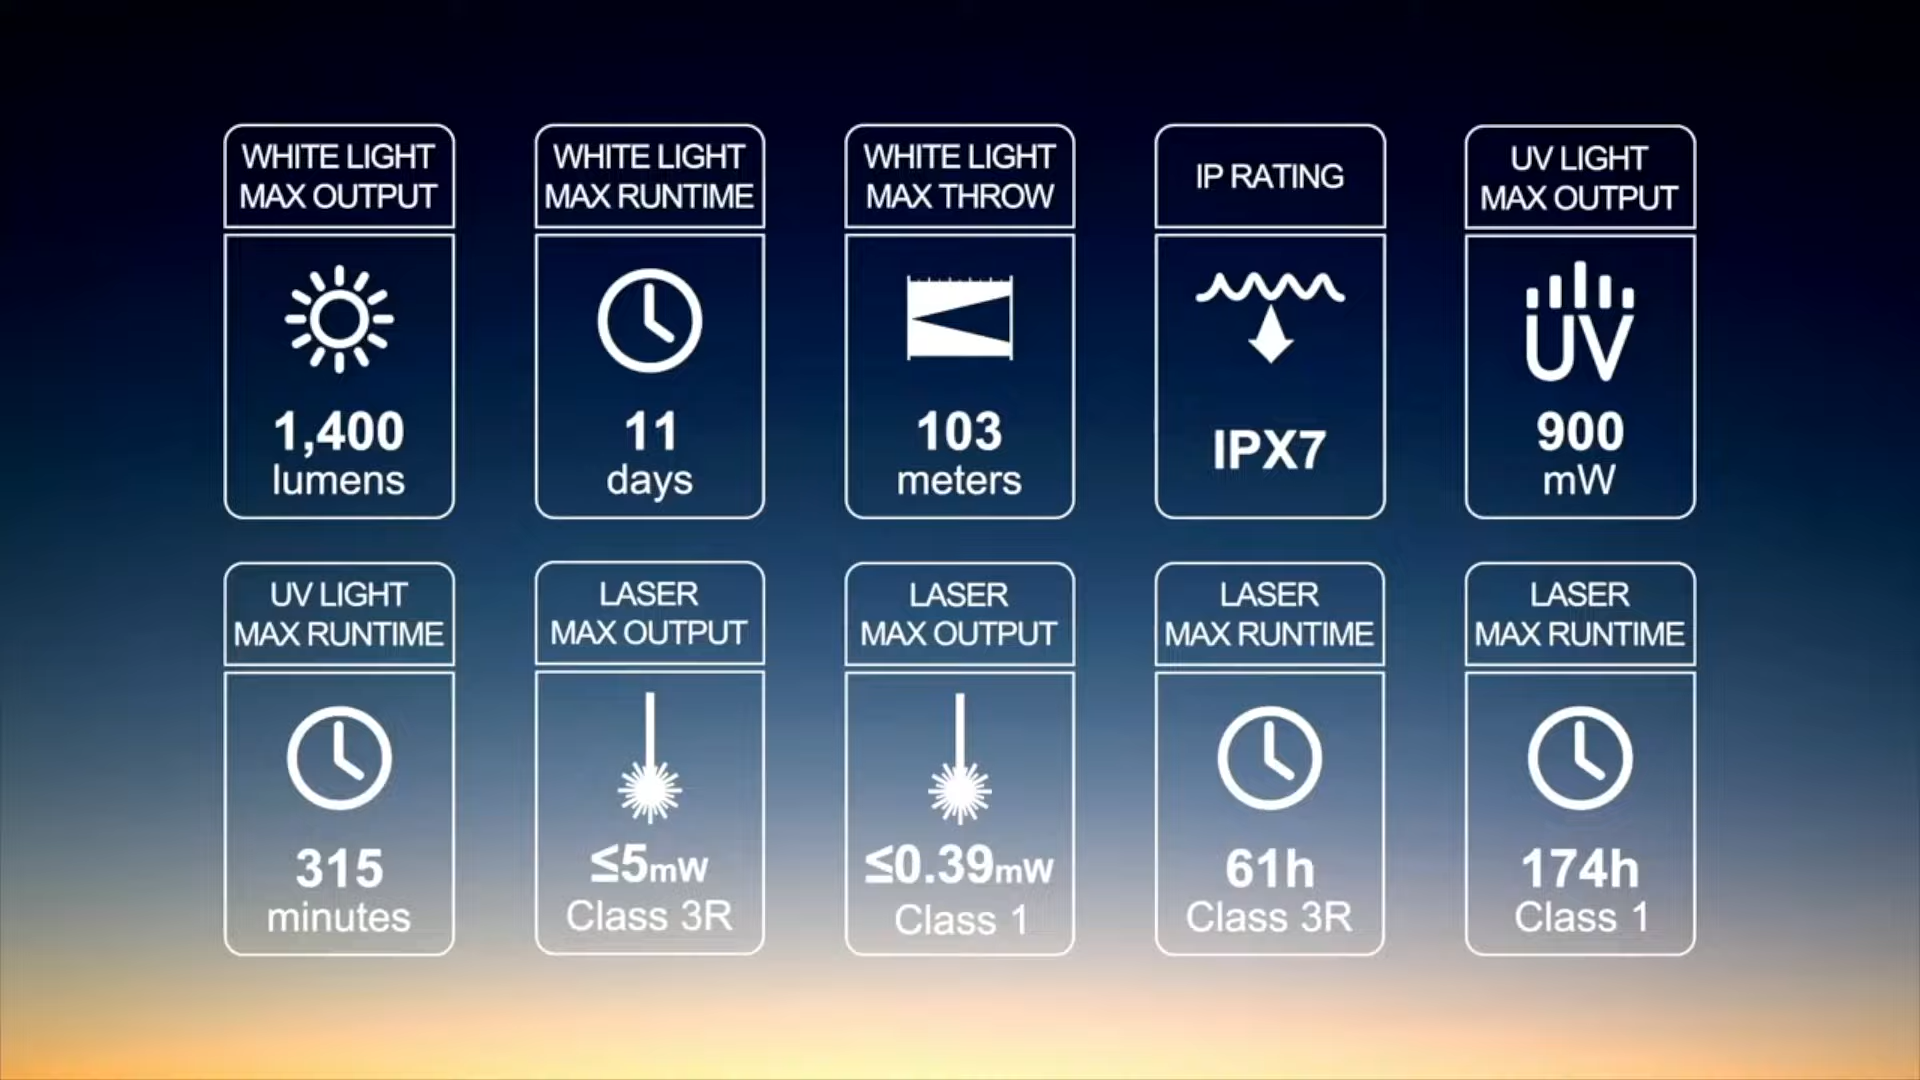 WHITE LIGHT
MAX OUTPUT
1,400
lumens
WHITE LIGHT
MAX RUNTIME
11
days
WHITE LIGHT
MAX THROW
103
meters
IP RATING
IPX7
UV LIGHT
MAX OUTPUT
UV
900
mW
UV LIGHT
MAX RUNTIME
315
minutes
LASER
MAX OUTPUT
≤5mW
Class 3R
LASER
MAX OUTPUT
≤0.39mW
Class 1
LASER
MAX RUNTIME
61h
Class 3R
LASER
MAX RUNTIME
174h
Class 1